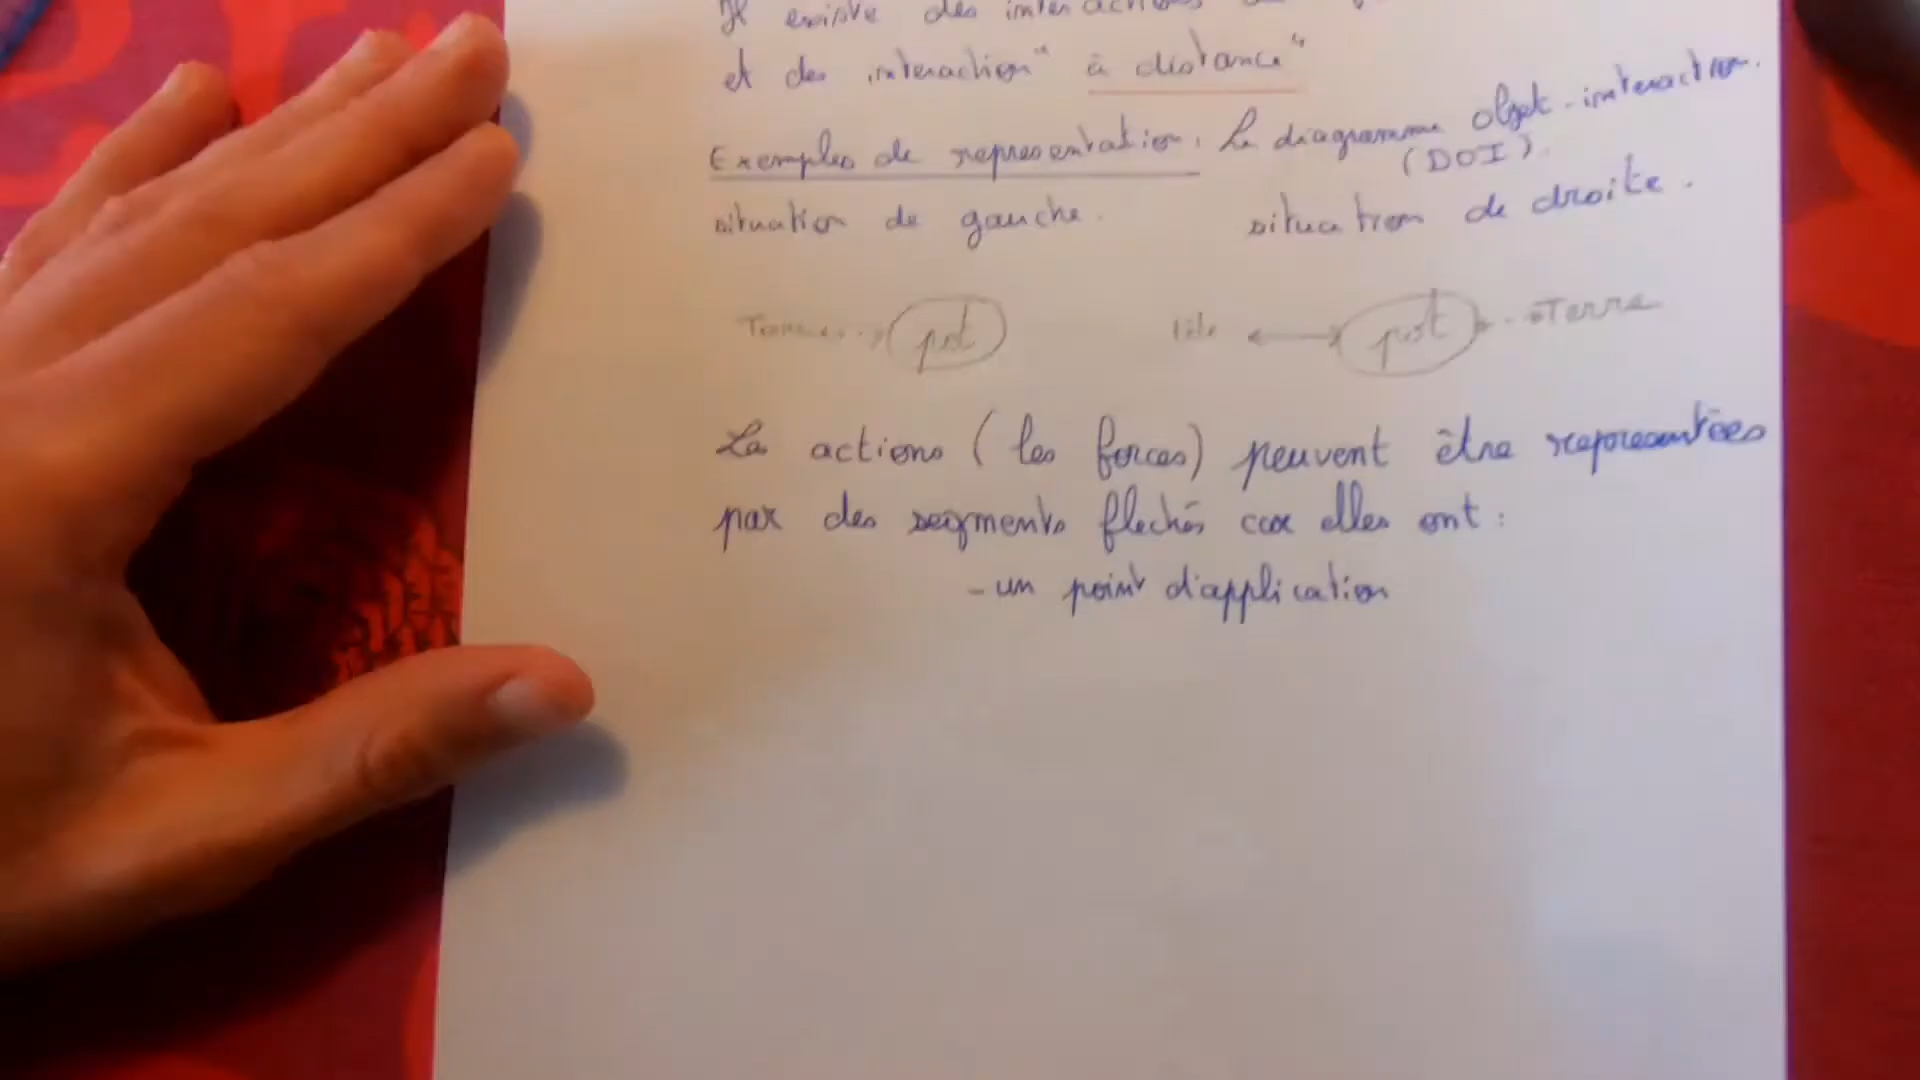 Il existe des interactions
et des interaction" à distance"
Exemples de representation. Le diagramme objet-interaction.
(DOI).
situation de gauche. situation de droite.
Terre pot tête pot Terre
Les actions (les forces) peuvent être representées
par des segments flechés car elles ont :
- un point d'application